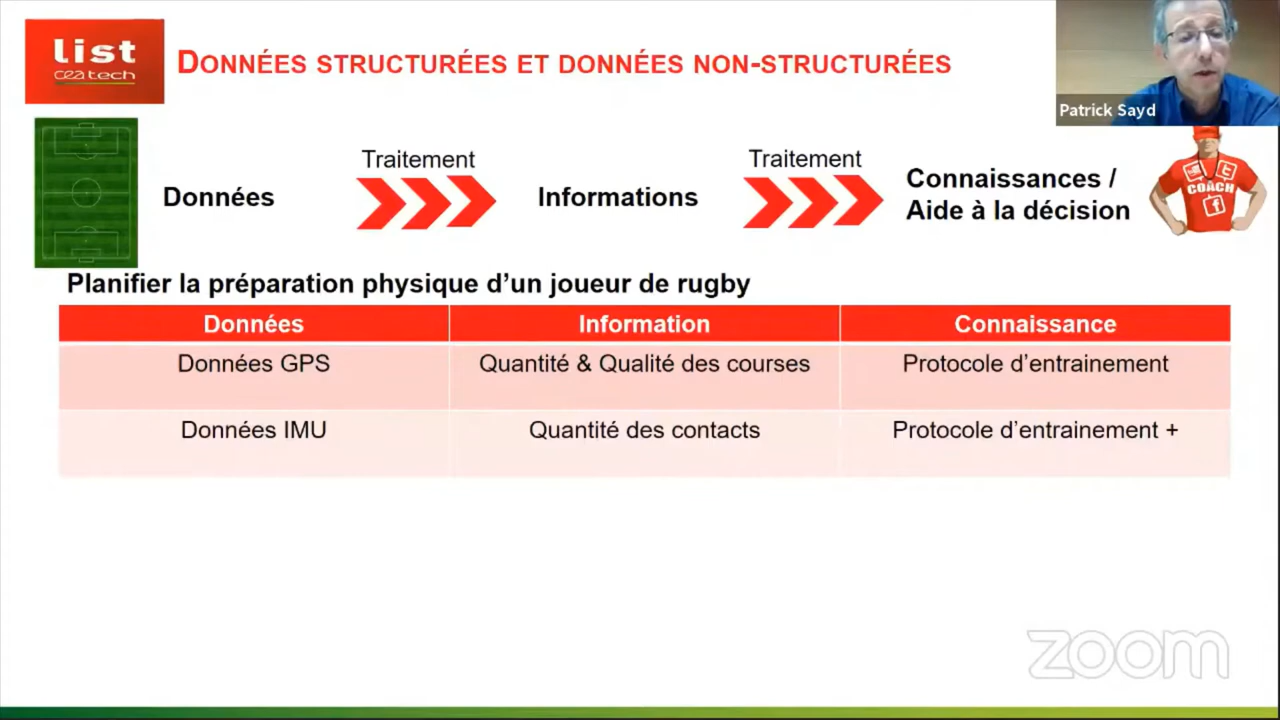 list
ceatech
DONNÉES STRUCTURÉES ET DONNÉES NON-STRUCTURÉES
Patrick Sayd
Données
Traitement
Informations
Traitement
Connaissances /
Aide à la décision
COACH
Planifier la préparation physique d’un joueur de rugby
Données Information Connaissance
Données GPS Quantité & Qualité des courses Protocole d’entrainement
Données IMU Quantité des contacts Protocole d’entrainement +
zoom